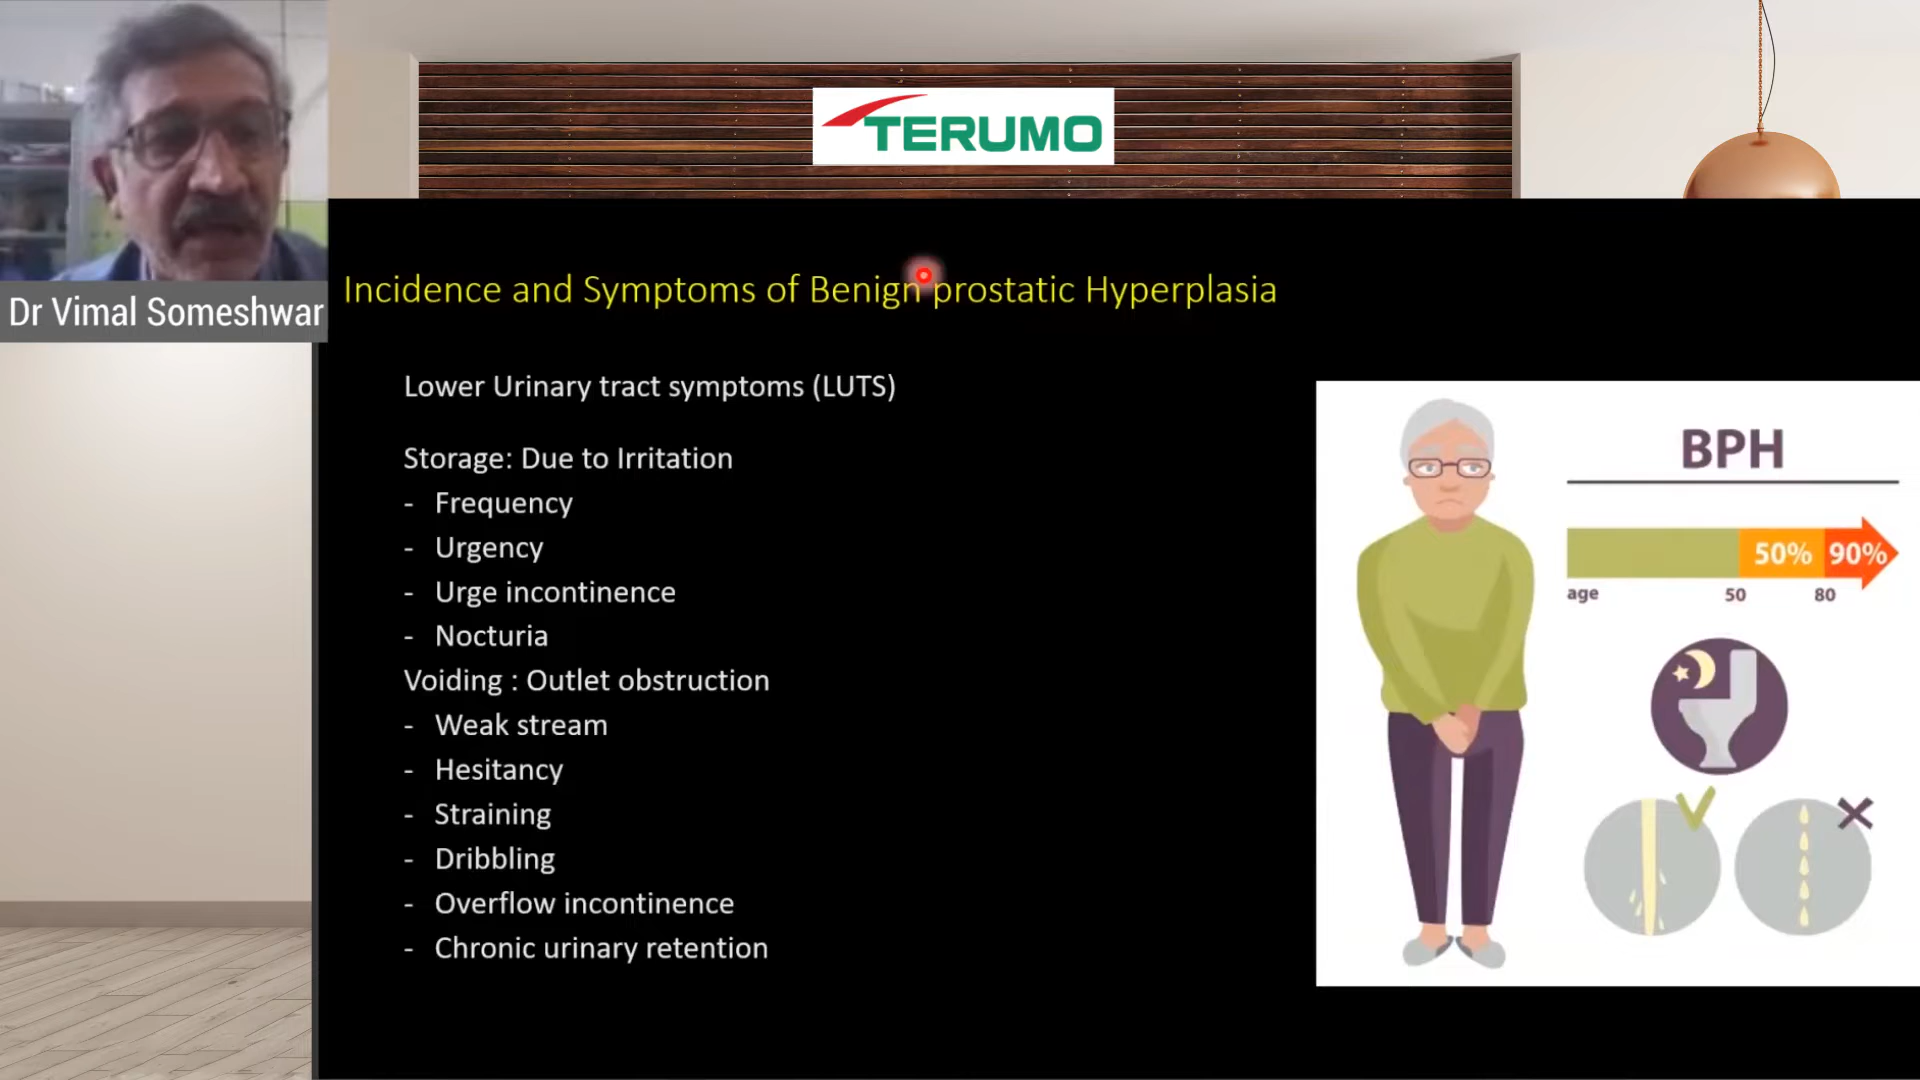 TERUMO
Dr Vimal Someshwar
Incidence and Symptoms of Benign prostatic Hyperplasia
Lower Urinary tract symptoms (LUTS)
Storage: Due to Irritation
- Frequency
- Urgency
- Urge incontinence
- Nocturia
Voiding : Outlet obstruction
- Weak stream
- Hesitancy
- Straining
- Dribbling
- Overflow incontinence
- Chronic urinary retention
BPH
50% 90%
age 50 80